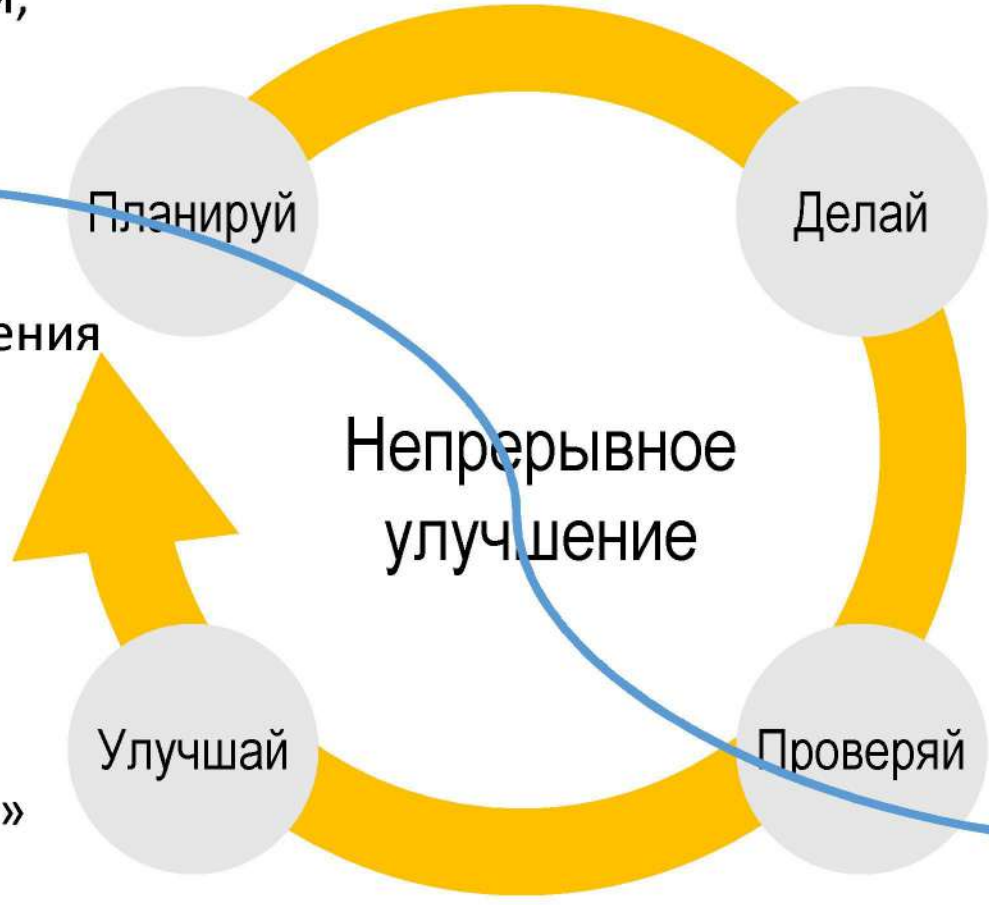 Планируй
Делай
ения
Непрерывное
улучшение
Улучшай
Проверяй
»